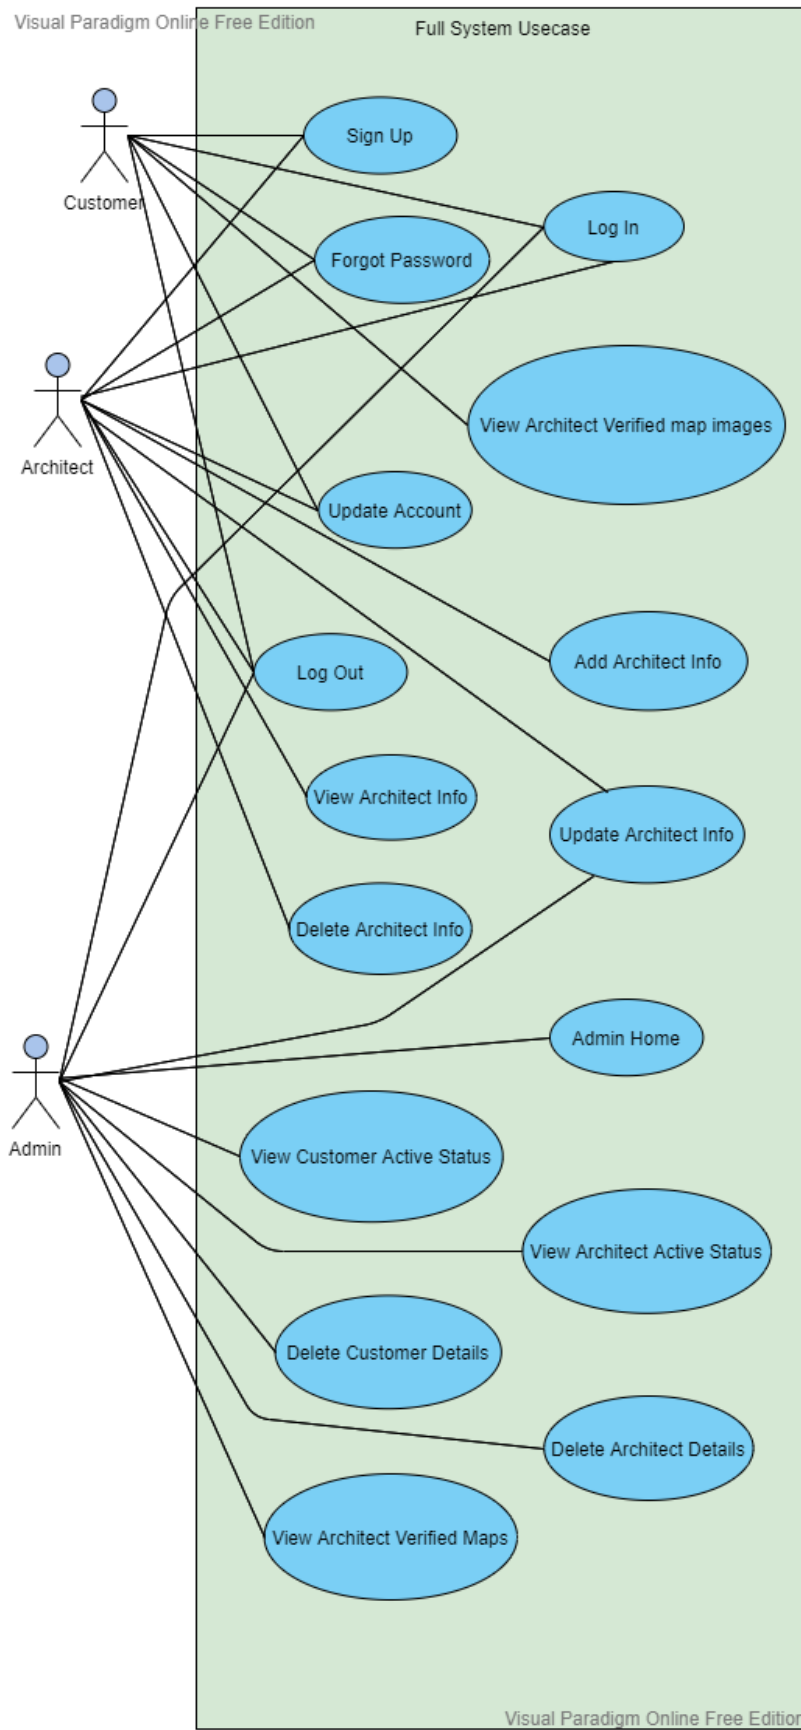 Visual Paradigm Online Free Edition
Full System Usecase
Sign Up
Customer
Log In
Forgot Password
View Architect Verified map images
Architect
Update Account
Add Architect Info
Log Out
View Architect Info
Update Architect Info
Delete Architect Info
Admin Home
Admin
View Customer Active Status
View Architect Active Status
Delete Customer Details
Delete Architect Details
View Architect Verified Maps
Visual Paradigm Online Free Edition